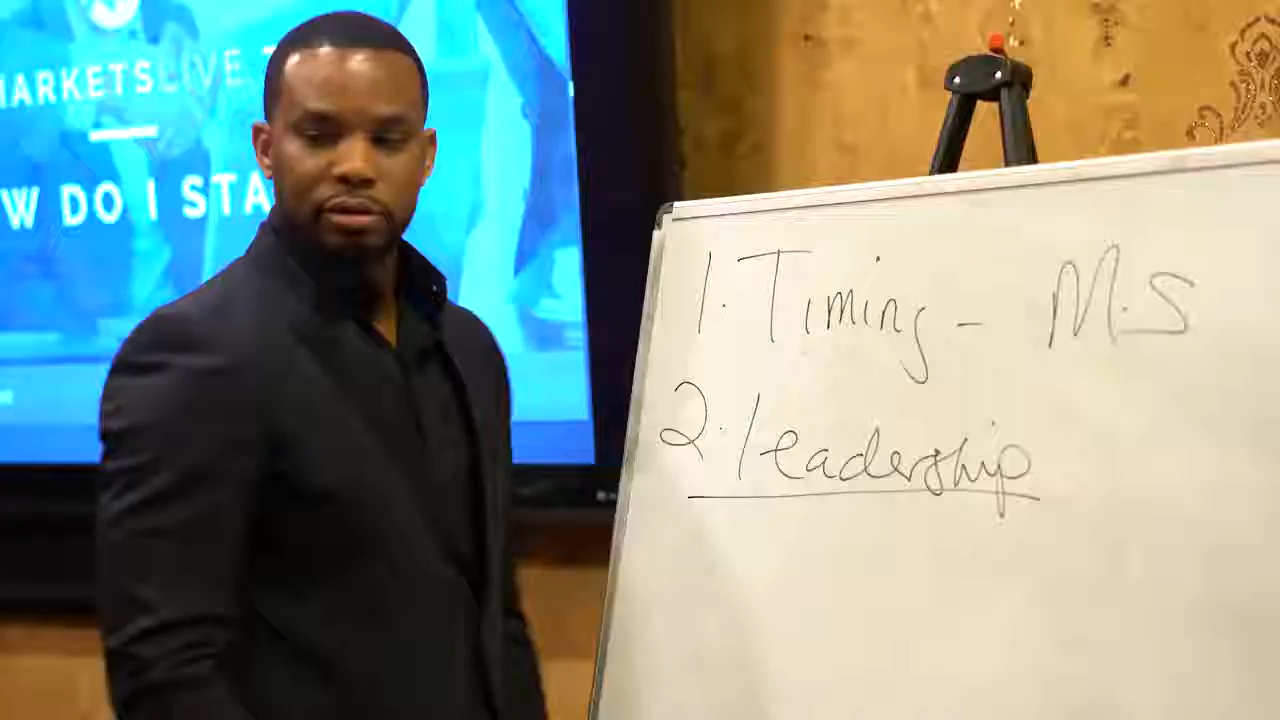 MARKETSLIVE.T
W DO I STA
1. Timing - M.S
2. leadership